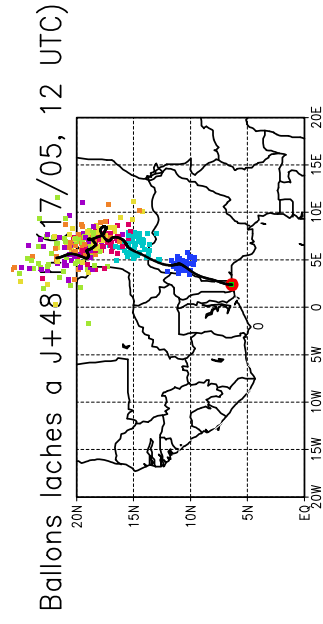 Ballons laches a J+48 (17/05, 12 UTC)
20N
15N
10N
5N
EQ
0
20W 15W 10W 5W 0 5E 10E 15E 20E